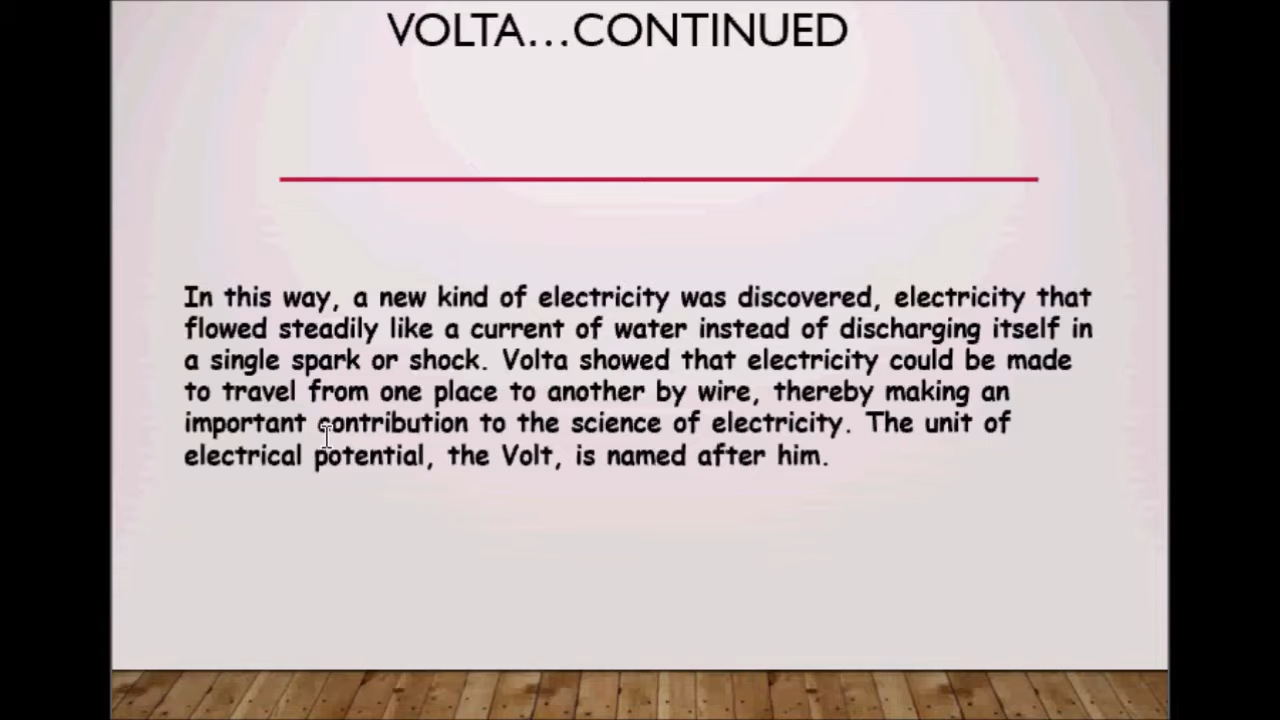 VOLTA...CONTINUED
In this way, a new kind of electricity was discovered, electricity that
flowed steadily like a current of water instead of discharging itself in
a single spark or shock. Volta showed that electricity could be made
to travel from one place to another by wire, thereby making an
important contribution to the science of electricity. The unit of
electrical potential, the Volt, is named after him.